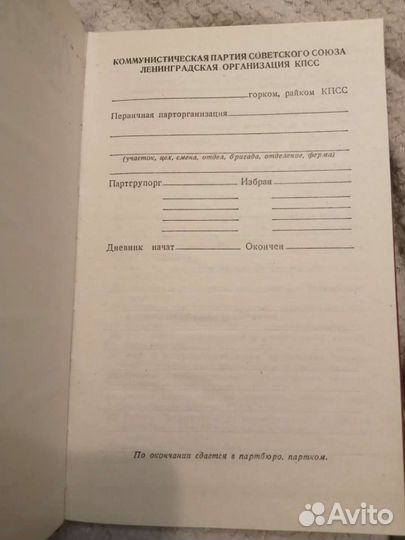 КОММУНИСТИЧЕСКАЯ ПАРТИЯ СОВЕТСКОГО СОЮЗА
ЛЕНИНГРАДСКАЯ ОРГАНИЗАЦИЯ КПСС
горком, райком КПСС
Первичная парторганизация
(участок, цех, смена, отдел, бригада, отделение, ферма)
Партгрупорг Избран
Дневник начат Окончен
По окончании сдается в партбюро, партком.
Avito